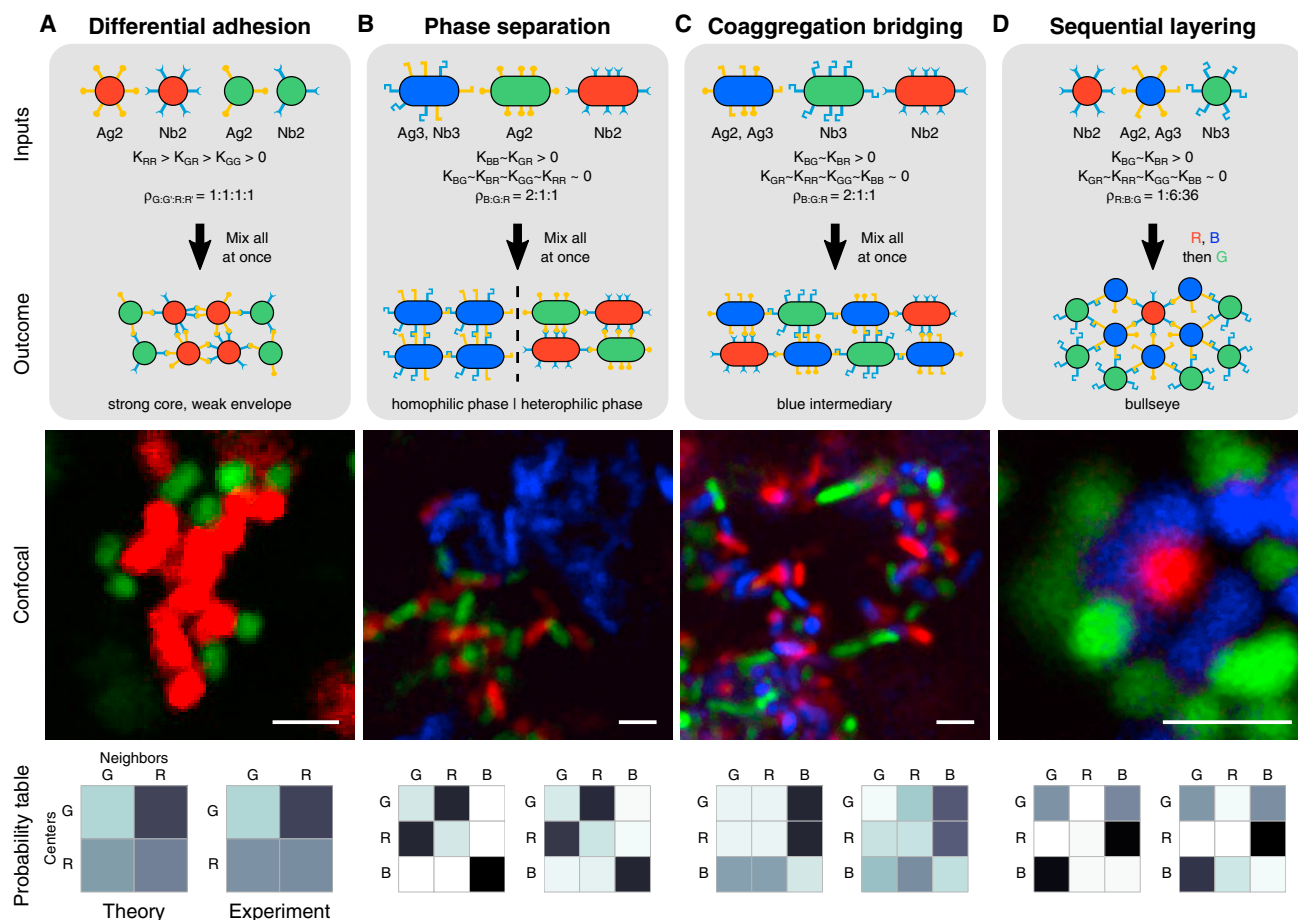 A Differential adhesion
B Phase separation
C Coaggregation bridging
D Sequential layering
Inputs
Ag2 Nb2 Ag2 Nb2
K_RR > K_GR > K_GG > 0
ρ_G:G':R:R' = 1:1:1:1
Mix all
at once
Outcome
strong core, weak envelope
Ag3, Nb3 Ag2 Nb2
K_BB~K_GR > 0
K_BG~K_BR~K_GG~K_RR ~ 0
ρ_B:G:R = 2:1:1
Mix all
at once
homophilic phase | heterophilic phase
Ag2, Ag3 Nb3 Nb2
K_BG~K_BR > 0
K_GR~K_RR~K_GG~K_BB ~ 0
ρ_B:G:R = 2:1:1
Mix all
at once
blue intermediary
Nb2 Ag2, Ag3 Nb3
K_BG~K_BR > 0
K_GR~K_RR~K_GG~K_BB ~ 0
ρ_R:B:G = 1:6:36
R, B
then G
bullseye
Confocal
Probability table
Centers
Neighbors
G R
G
R
Theory
G R
G
R
Experiment
G R B
G
R
B
G R B
G
R
B
G R B
G
R
B
G R B
G
R
B
G R B
G
R
B
G R B
G
R
B